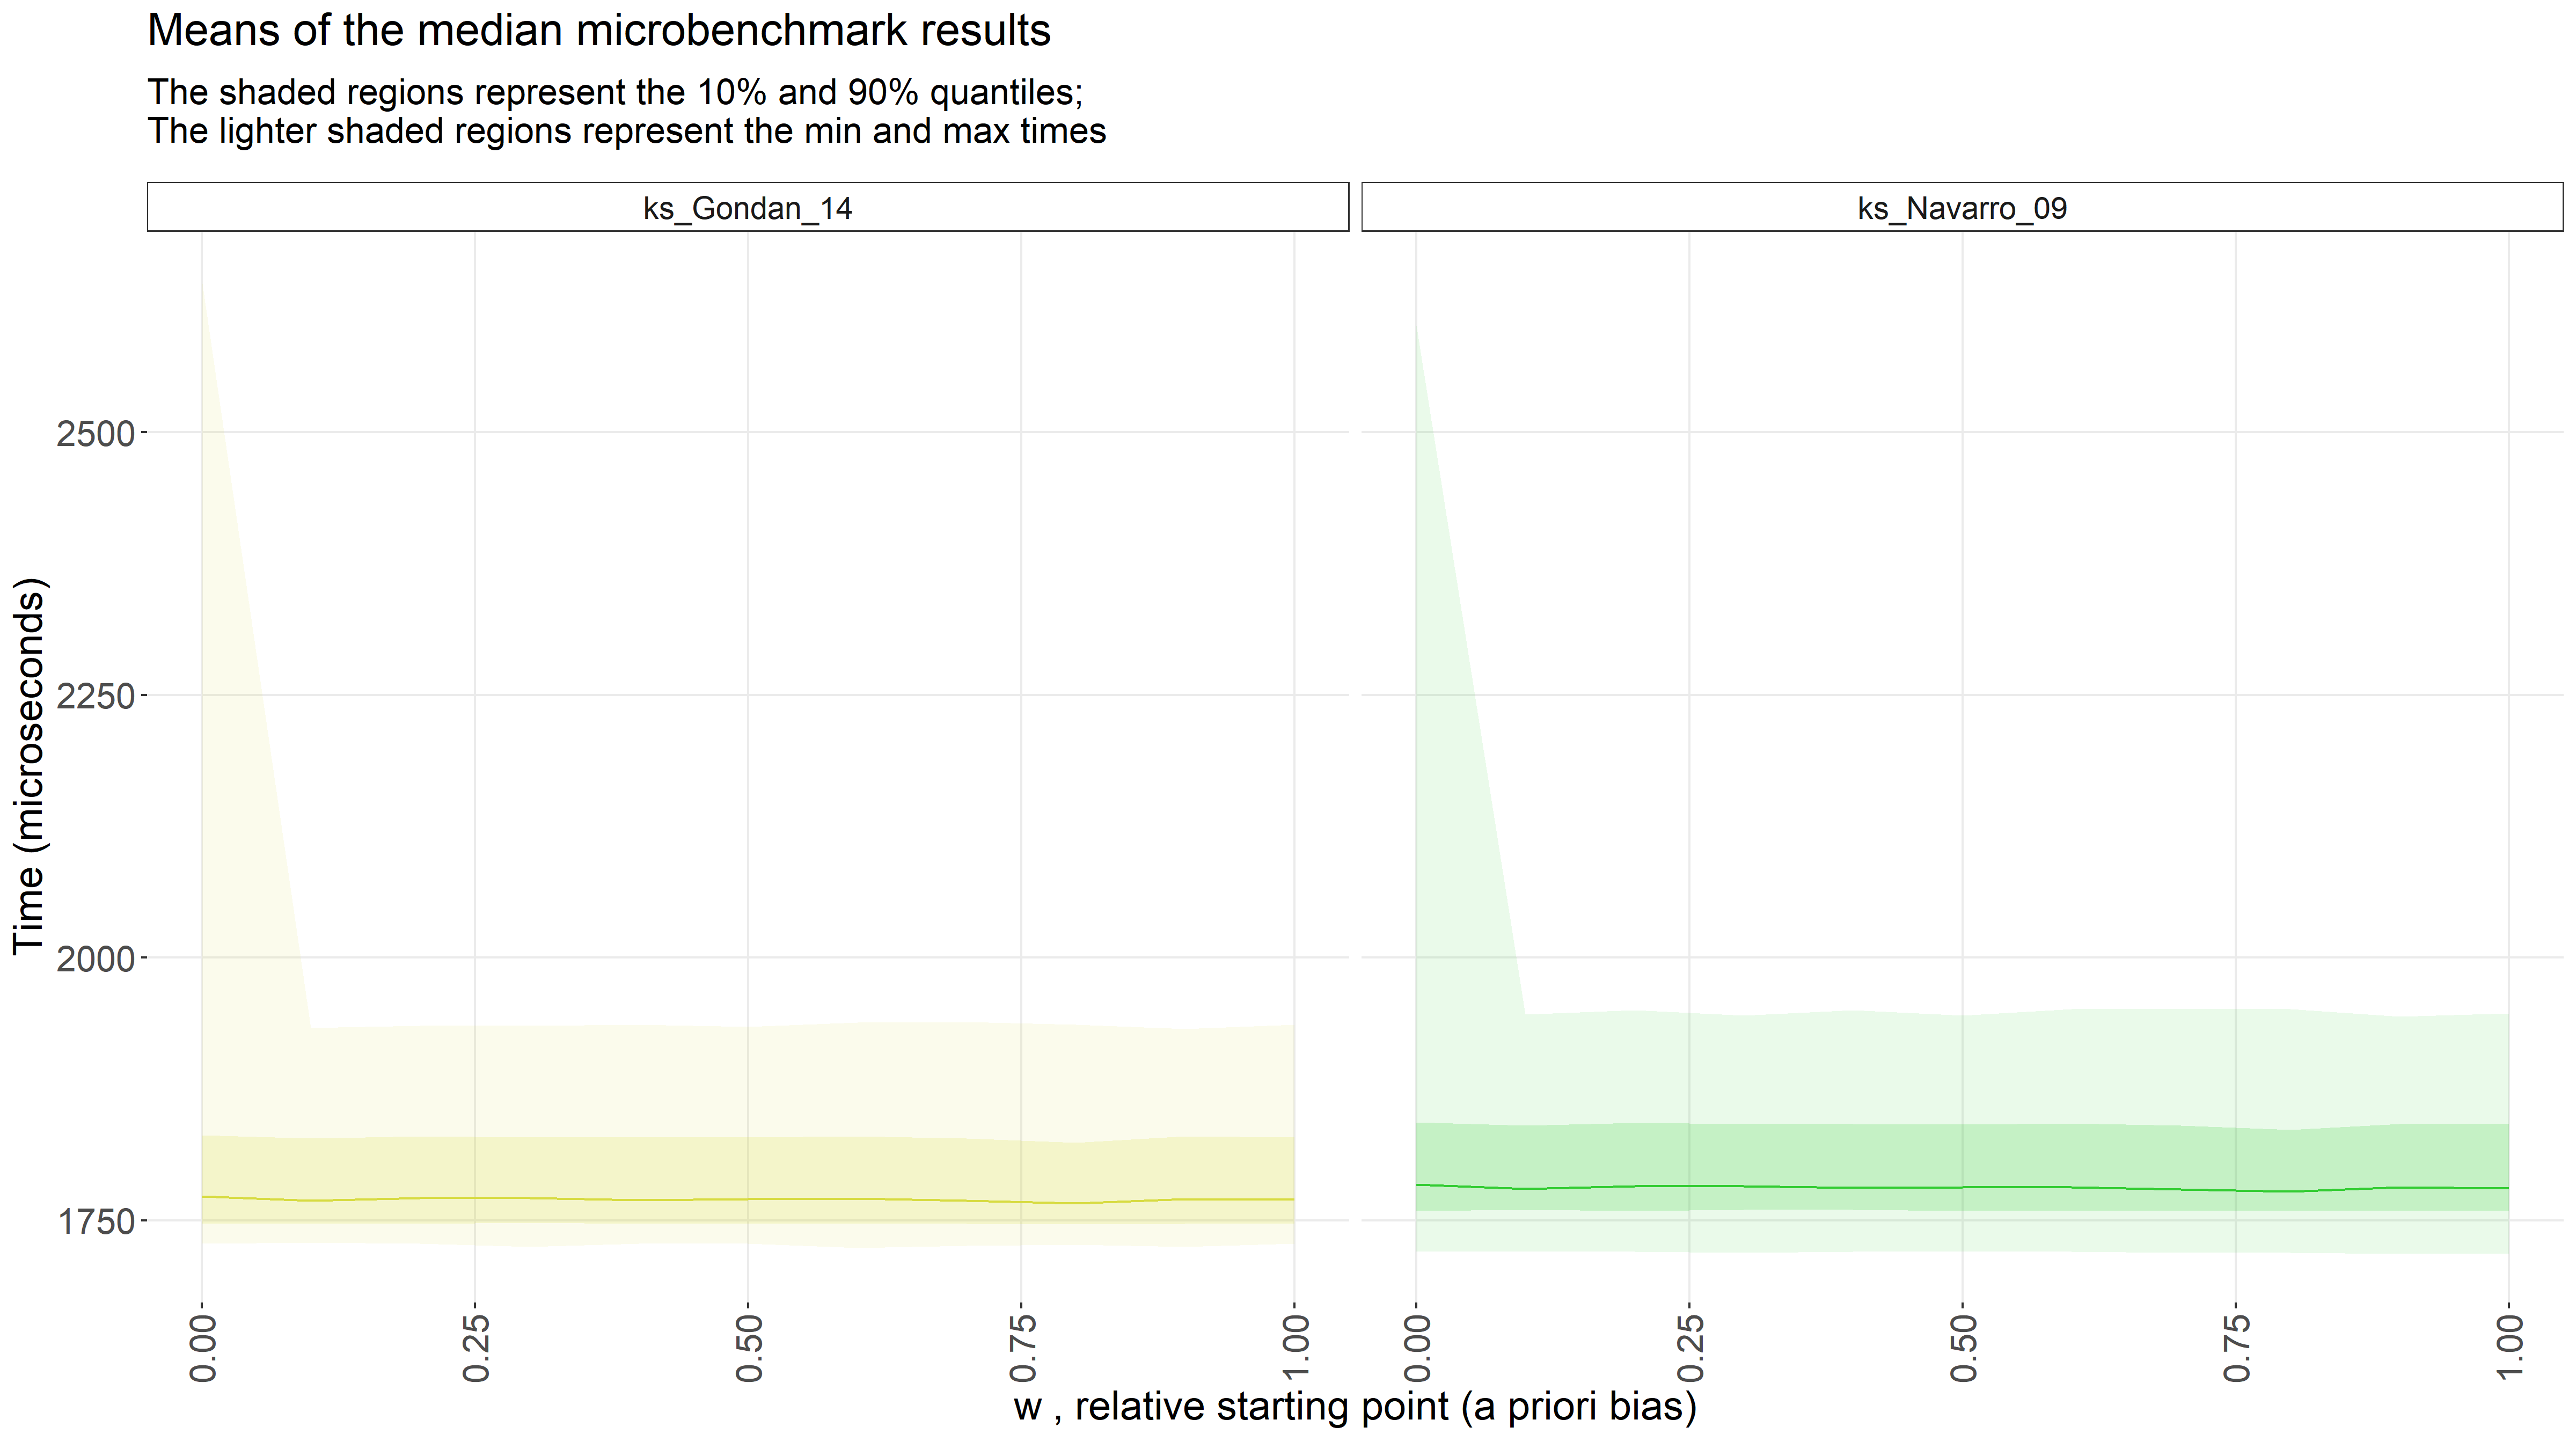 Means of the median microbenchmark results
The shaded regions represent the 10% and 90% quantiles;
The lighter shaded regions represent the min and max times
ks_Gondan_14
ks_Navarro_09
Time (microseconds)
2500
2250
2000
1750
0.00
0.25
0.50
0.75
1.00
0.00
0.25
0.50
0.75
1.00
w , relative starting point (a priori bias)